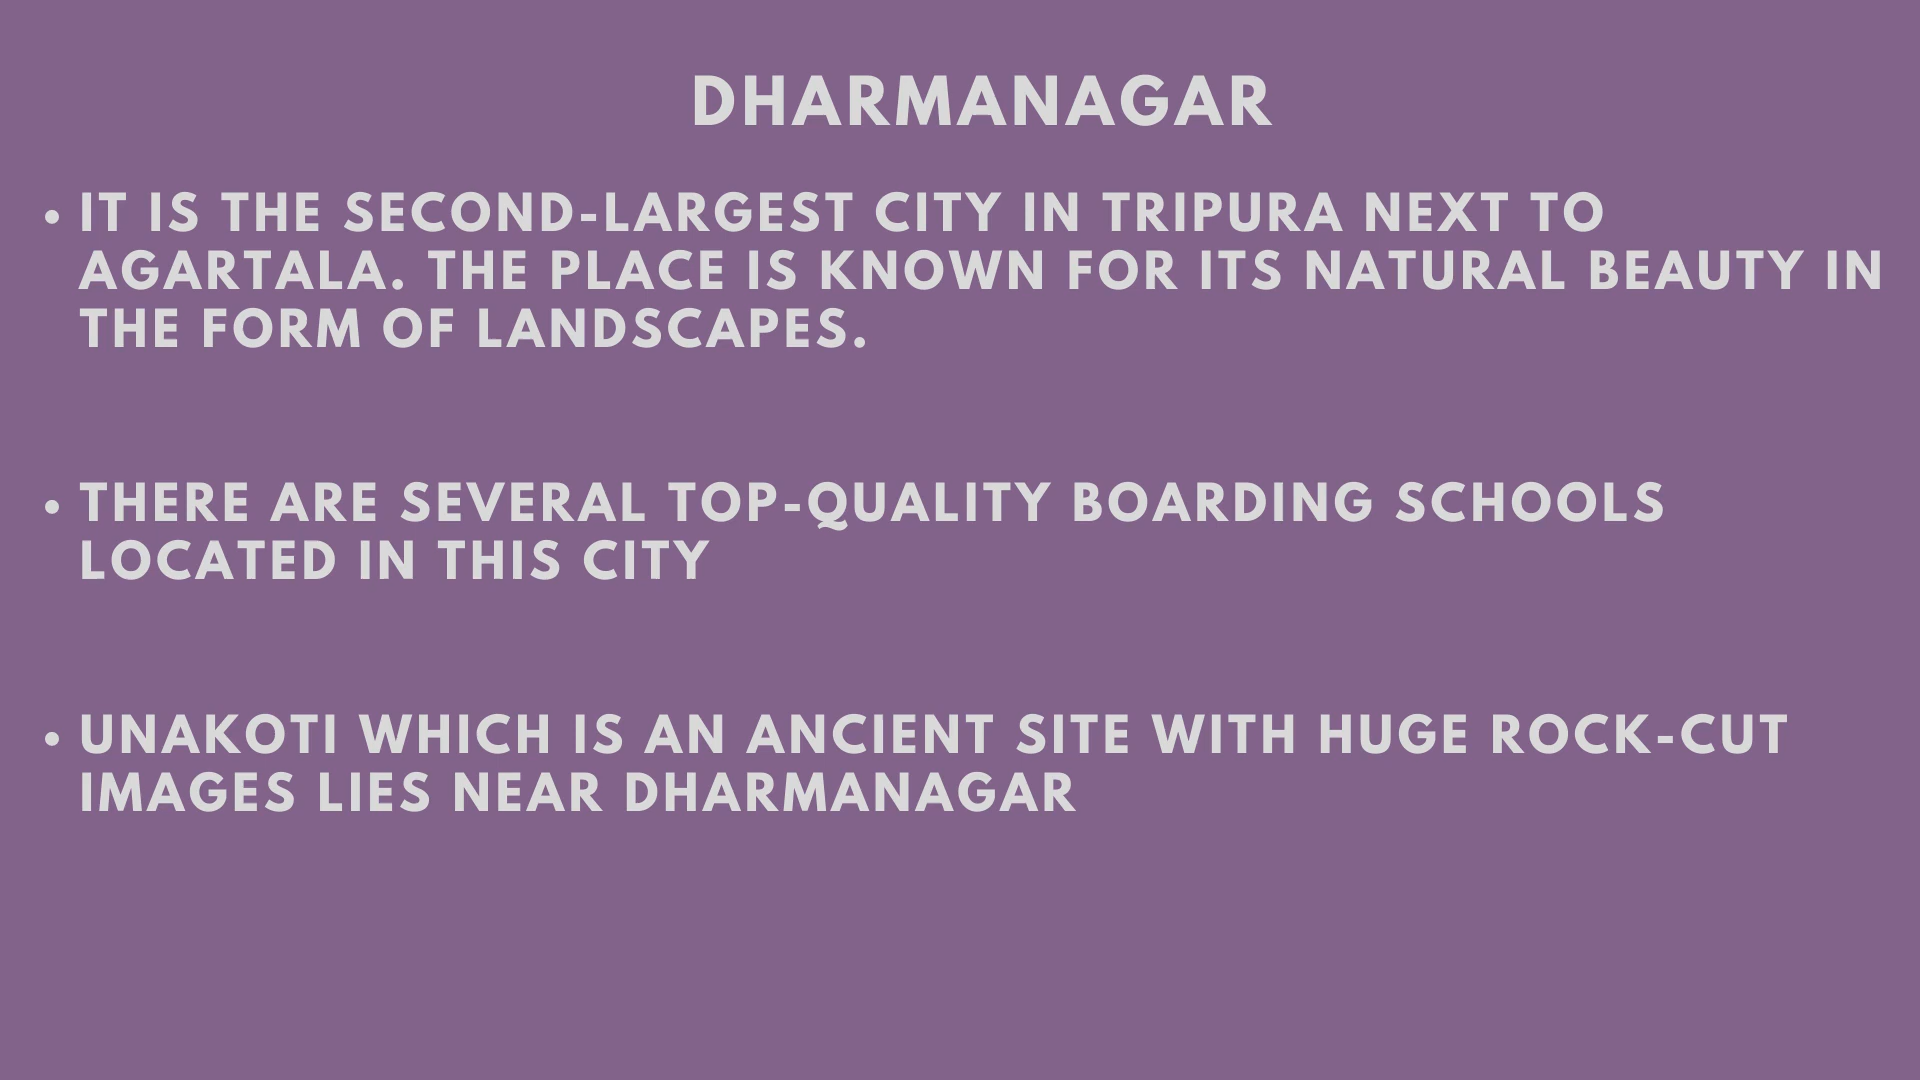 DHARMANAGAR
• IT IS THE SECOND-LARGEST CITY IN TRIPURA NEXT TO
AGARTALA. THE PLACE IS KNOWN FOR ITS NATURAL BEAUTY IN
THE FORM OF LANDSCAPES.
• THERE ARE SEVERAL TOP-QUALITY BOARDING SCHOOLS
LOCATED IN THIS CITY
• UNAKOTI WHICH IS AN ANCIENT SITE WITH HUGE ROCK-CUT
IMAGES LIES NEAR DHARMANAGAR